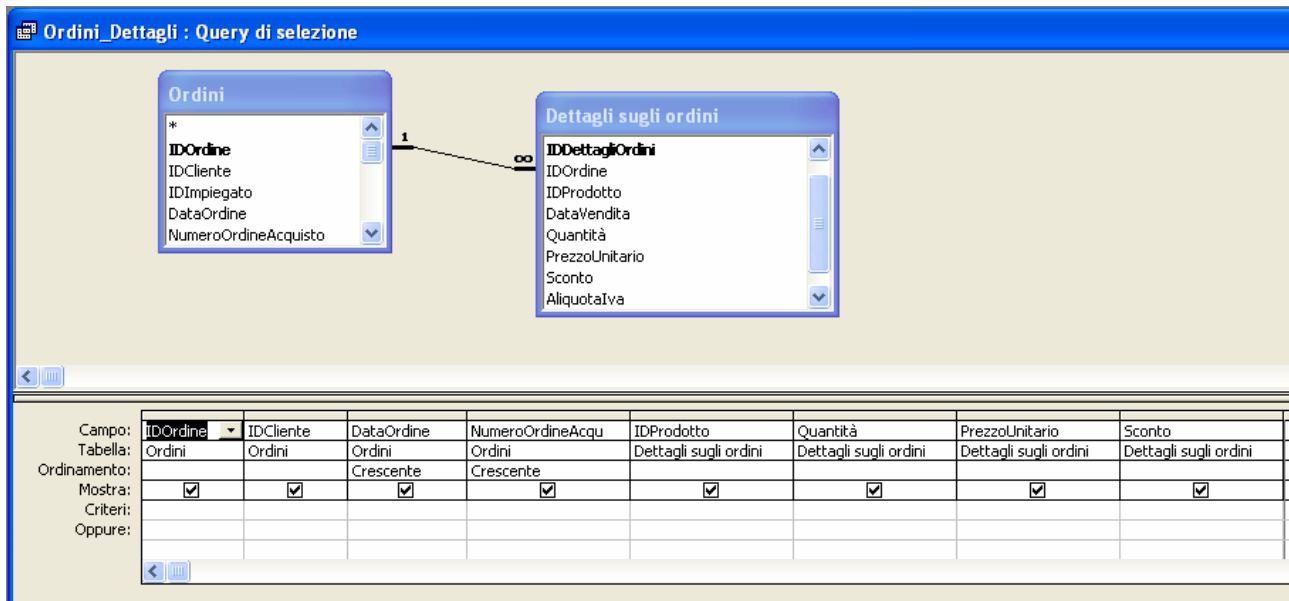 Ordini_Dettagli : Query di selezione
Ordini
*
IDOrdine
IDCliente
IDImpiegato
DataOrdine
NumeroOrdineAcquisto
1
∞
Dettagli sugli ordini
IDDettagliOrdini
IDOrdine
IDProdotto
DataVendita
Quantità
PrezzoUnitario
Sconto
AliquotaIva
Campo: IDOrdine IDCliente DataOrdine NumeroOrdineAcqu IDProdotto Quantità PrezzoUnitario Sconto
Tabella: Ordini Ordini Ordini Ordini Dettagli sugli ordini Dettagli sugli ordini Dettagli sugli ordini Dettagli sugli ordini
Ordinamento: Crescente Crescente
Mostra:
Criteri:
Oppure: